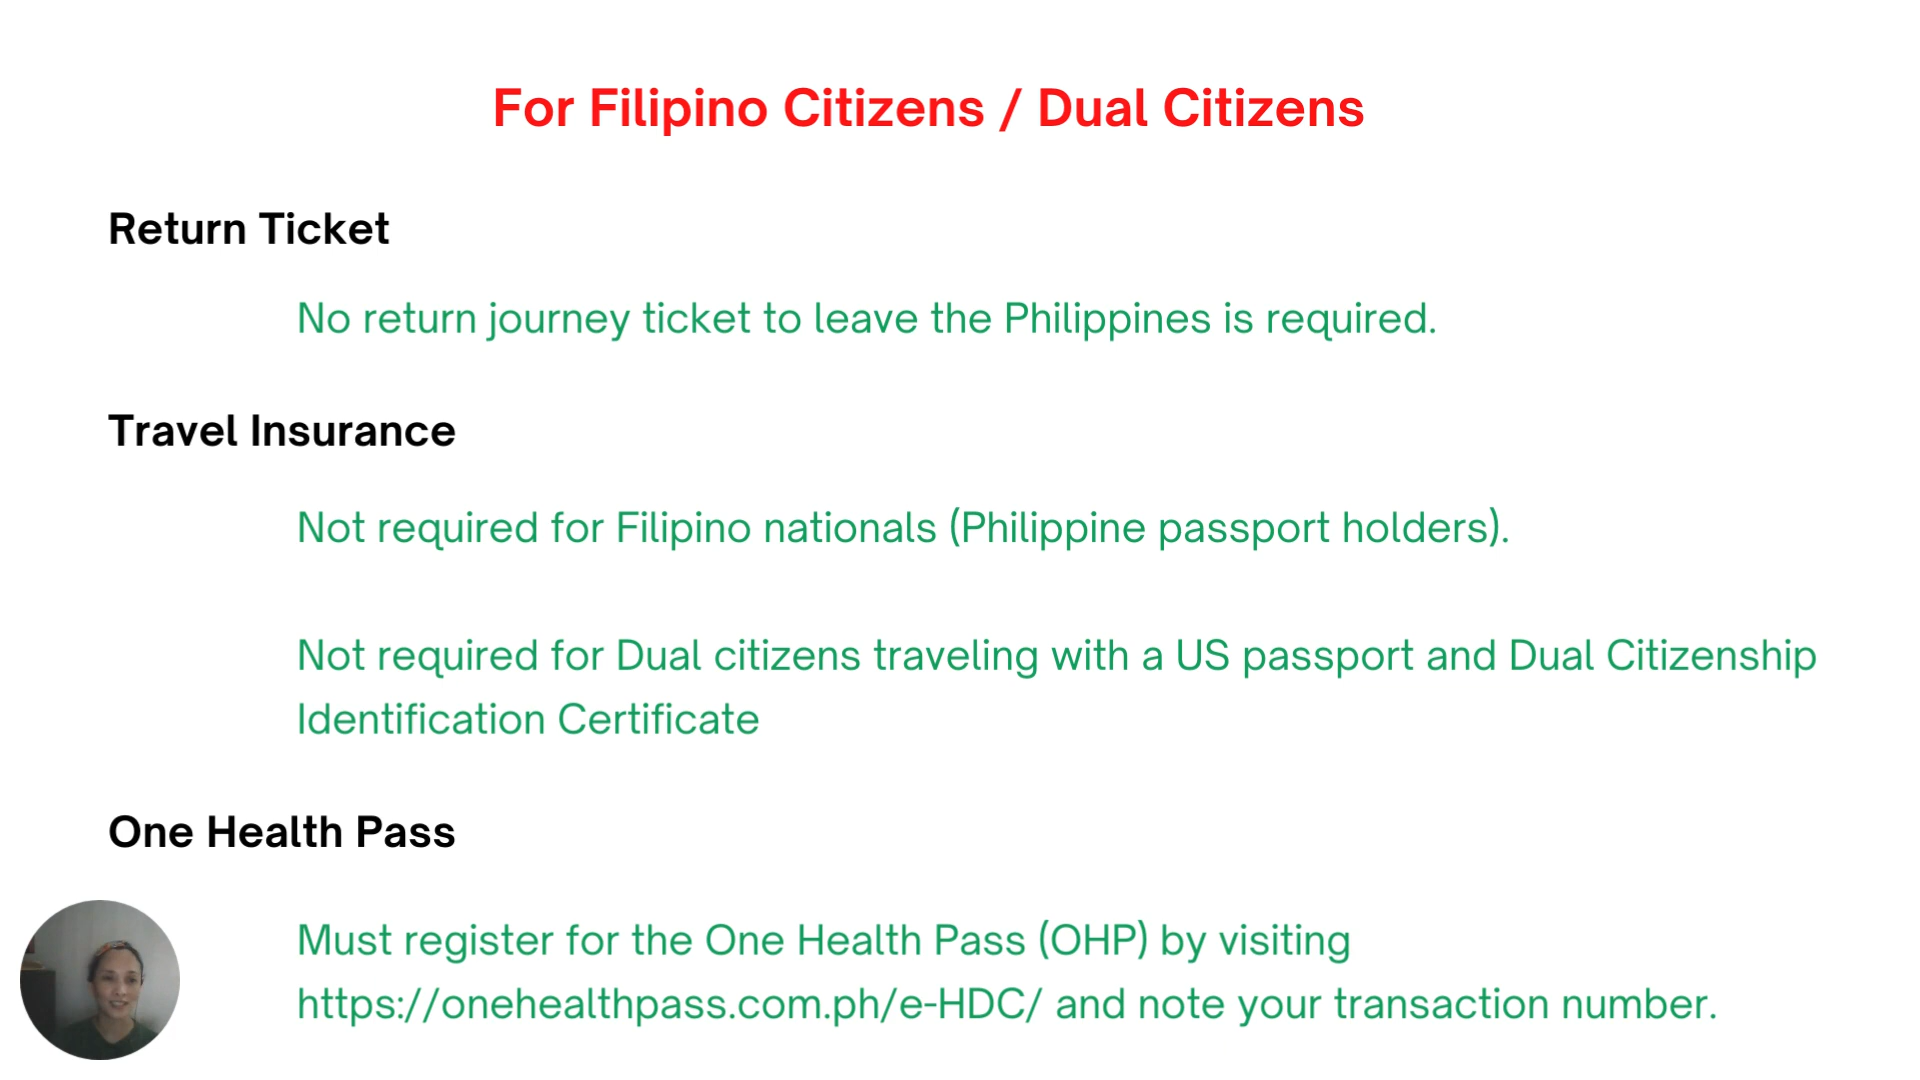 For Filipino Citizens / Dual Citizens
Return Ticket
No return journey ticket to leave the Philippines is required.
Travel Insurance
Not required for Filipino nationals (Philippine passport holders).
Not required for Dual citizens traveling with a US passport and Dual Citizenship
Identification Certificate
One Health Pass
Must register for the One Health Pass (OHP) by visiting
https://onehealthpass.com.ph/e-HDC/ and note your transaction number.